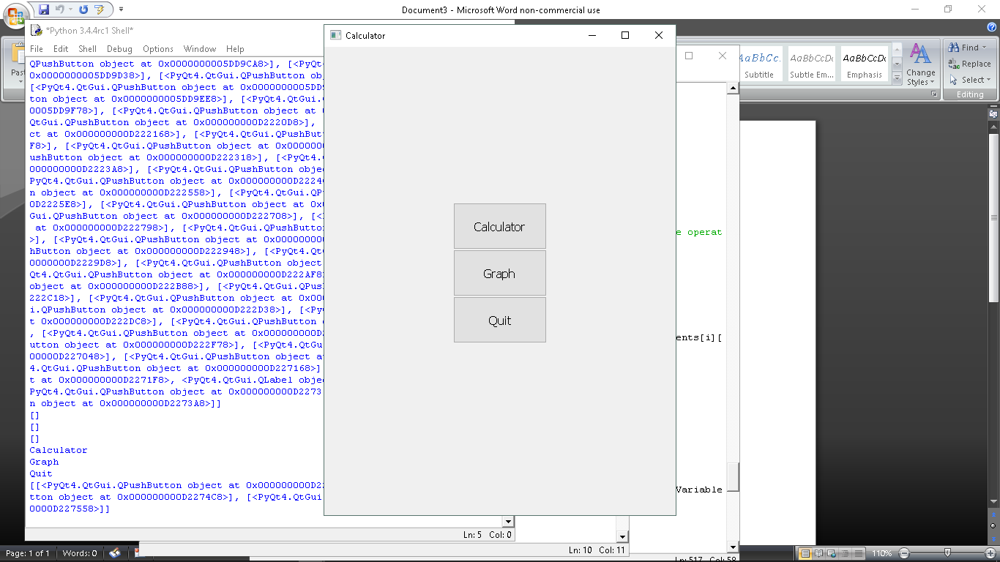 Document3 - Microsoft Word non-commercial use
*Python 3.4.4rc1 Shell*
File Edit Shell Debug Options Window Help
QPushButton object at 0x0000000005DD9CA8>], [<PyQt
0x0000000005DD9D38>], [<PyQt4.QtGui.QPushButton obj
[<PyQt4.QtGui.QPushButton object at 0x0000000005DD9
ton object at 0x0000000005DD9EE8>], [<PyQt4.QtGui.
0005DD9F78>], [<PyQt4.QtGui.QPushButton object at
QtGui.QPushButton object at 0x000000000D2220D8>],
ct at 0x000000000D222168>], [<PyQt4.QtGui.QPushBut
F8>], [<PyQt4.QtGui.QPushButton object at 0x000000
ushButton object at 0x000000000D222318>], [<PyQt4.
000000000D2223A8>], [<PyQt4.QtGui.QPushButton obje
PyQt4.QtGui.QPushButton object at 0x000000000D2224
n object at 0x000000000D222558>], [<PyQt4.QtGui.QP
0D2225E8>], [<PyQt4.QtGui.QPushButton object at 0x
Gui.QPushButton object at 0x000000000D222708>], [<
at 0x000000000D222798>], [<PyQt4.QtGui.QPushButton
>], [<PyQt4.QtGui.QPushButton object at 0x00000000
hButton object at 0x000000000D222948>], [<PyQt4.Qt
0000000D2229D8>], [<PyQt4.QtGui.QPushButton object
Qt4.QtGui.QPushButton object at 0x000000000D222AF8
object at 0x000000000D222B88>], [<PyQt4.QtGui.QPus
222C18>], [<PyQt4.QtGui.QPushButton object at 0x00
i.QPushButton object at 0x000000000D222D38>], [<Py
t 0x000000000D222DC8>], [<PyQt4.QtGui.QPushButton
, [<PyQt4.QtGui.QPushButton object at 0x000000000D
utton object at 0x000000000D222F78>], [<PyQt4.QtGu
00000D227048>], [<PyQt4.QtGui.QPushButton object a
4.QtGui.QPushButton object at 0x000000000D227168>]
t at 0x000000000D2271F8>, <PyQt4.QtGui.QLabel obje
PyQt4.QtGui.QPushButton object at 0x000000000D2273
n object at 0x000000000D2273A8>]]
[]
[]
[]
Calculator
Graph
Quit
[[<PyQt4.QtGui.QPushButton object at 0x000000000D2
tton object at 0x000000000D2274C8>], [<PyQt4.QtGui
0000D227558>]]
Ln: 5 Col: 0
Calculator
Calculator
Graph
Quit
AaBbCc. AaBbCcDc AaBbCcDc
Subtitle Subtle Em... Emphasis
Change
Styles
Find
Replace
Select
Editing
Past
e operat
ents[i][
Variable
Ln: 10 Col: 11
Ln: 517 Col: 59
Page: 1 of 1 Words: 0 110%